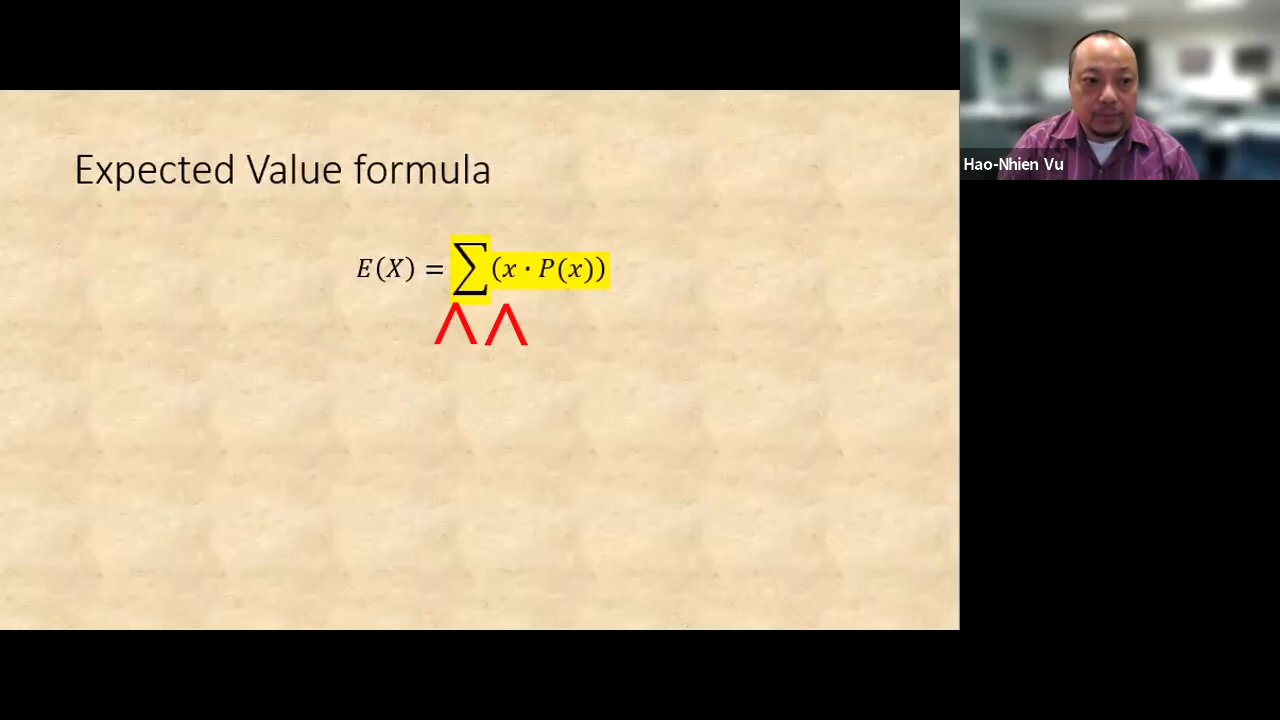 Expected Value formula
E(X) = ∑(x · P(x))
Hao-Nhien Vu